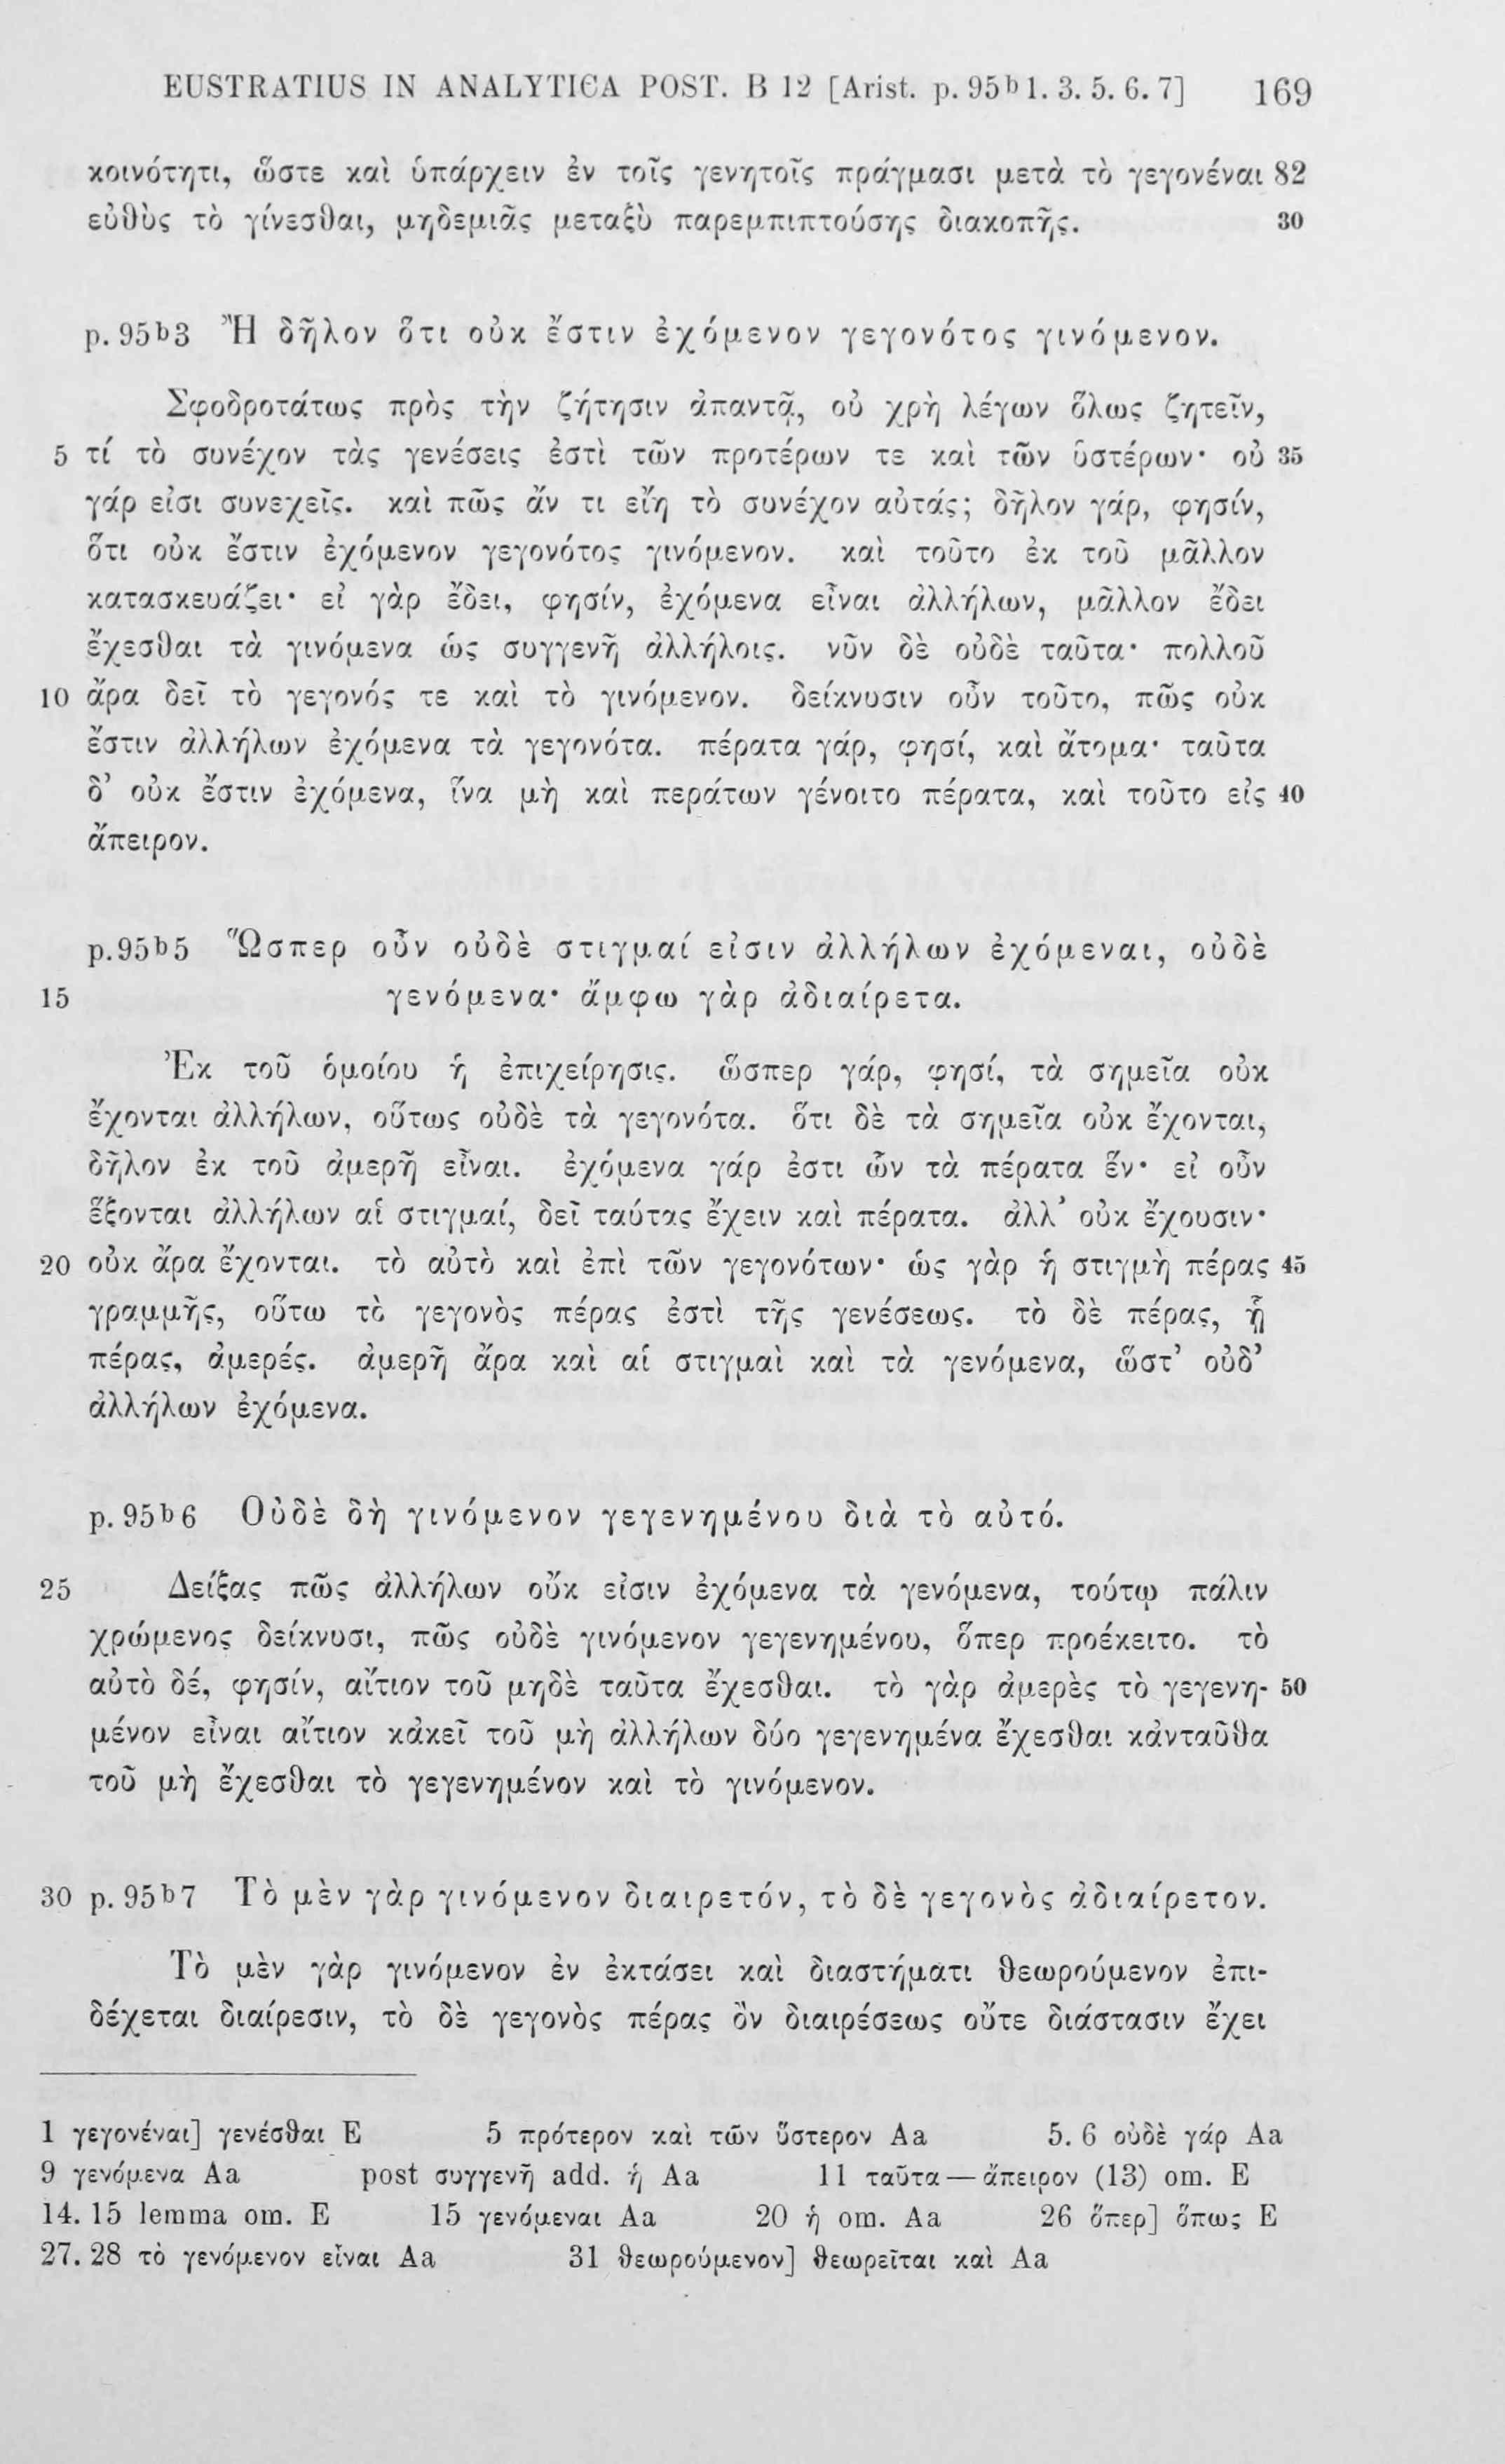 EUSTRATIUS IN ANALYTICA POST. B 12 [Arist. p. 95b1. 3. 5. 6. 7] 169
κοινότητι, ὥστε καὶ ὑπάρχειν ἐν τοῖς γενητοῖς πράγμασι μετὰ τὸ γεγονέναι 82
εὐθὺς τὸ γίνεσθαι, μηδεμιᾶς μεταξὺ παρεμπιπτούσης διακοπῆς. 30
p. 95b3 Ἢ δῆλον ὅτι οὐκ ἔστιν ἐχόμενον γεγονότος γινόμενον.
Σφοδροτάτως πρὸς τὴν ζήτησιν ἀπαντᾷ, οὐ χρὴ λέγων ὅλως ζητεῖν,
5 τί τὸ συνέχον τὰς γενέσεις ἐστὶ τῶν προτέρων τε καὶ τῶν ὑστέρων· οὐ 35
γάρ εἰσι συνεχεῖς. καὶ πῶς ἄν τι εἴη τὸ συνέχον αὐτάς; δῆλον γάρ, φησίν,
ὅτι οὐκ ἔστιν ἐχόμενον γεγονότος γινόμενον. καὶ τοῦτο ἐκ τοῦ μᾶλλον
κατασκευάζει· εἰ γὰρ ἔδει, φησίν, ἐχόμενα εἶναι ἀλλήλων, μᾶλλον ἔδει
ἔχεσθαι τὰ γινόμενα ὡς συγγενῆ ἀλλήλοις. νῦν δὲ οὐδὲ ταῦτα· πολλοῦ
10 ἄρα δεῖ τὸ γεγονός τε καὶ τὸ γινόμενον. δείκνυσιν οὖν τοῦτο, πῶς οὐκ
ἔστιν ἀλλήλων ἐχόμενα τὰ γεγονότα. πέρατα γάρ, φησί, καὶ ἄτομα· ταῦτα
δ’ οὐκ ἔστιν ἐχόμενα, ἵνα μὴ καὶ περάτων γένοιτο πέρατα, καὶ τοῦτο εἰς 40
ἄπειρον.
p. 95b5 Ὥσπερ οὖν οὐδὲ στιγμαί εἰσιν ἀλλήλων ἐχόμεναι, οὐδὲ
15 γενόμενα· ἄμφω γὰρ ἀδιαίρετα.
Ἐκ τοῦ ὁμοίου ἡ ἐπιχείρησις. ὥσπερ γάρ, φησί, τὰ σημεῖα οὐκ
ἔχονται ἀλλήλων, οὕτως οὐδὲ τὰ γεγονότα. ὅτι δὲ τὰ σημεῖα οὐκ ἔχονται,
δῆλον ἐκ τοῦ ἀμερῆ εἶναι. ἐχόμενα γάρ ἐστι ὧν τὰ πέρατα ἕν· εἰ οὖν
ἕξονται ἀλλήλων αἱ στιγμαί, δεῖ ταύτας ἔχειν καὶ πέρατα. ἀλλ’ οὐκ ἔχουσιν·
20 οὐκ ἄρα ἔχονται. τὸ αὐτὸ καὶ ἐπὶ τῶν γεγονότων· ὡς γὰρ ἡ στιγμὴ πέρας 45
γραμμῆς, οὕτω τὸ γεγονὸς πέρας ἐστὶ τῆς γενέσεως. τὸ δὲ πέρας, ᾗ
πέρας, ἀμερές. ἀμερῆ ἄρα καὶ αἱ στιγμαὶ καὶ τὰ γενόμενα, ὥστ’ οὐδ’
ἀλλήλων ἐχόμενα.
p. 95b6 Οὐδὲ δὴ γινόμενον γεγενημένου διὰ τὸ αὐτό.
25 Δείξας πῶς ἀλλήλων οὔκ εἰσιν ἐχόμενα τὰ γενόμενα, τούτῳ πάλιν
χρώμενος δείκνυσι, πῶς οὐδὲ γινόμενον γεγενημένου, ὅπερ προέκειτο. τὸ
αὐτὸ δέ, φησίν, αἴτιον τοῦ μηδὲ ταῦτα ἔχεσθαι. τὸ γὰρ ἀμερὲς τὸ γεγενη- 50
μένον εἶναι αἴτιον κἀκεῖ τοῦ μὴ ἀλλήλων δύο γεγενημένα ἔχεσθαι κἀνταῦθα
τοῦ μὴ ἔχεσθαι τὸ γεγενημένον καὶ τὸ γινόμενον.
30 p. 95b7 Τὸ μὲν γὰρ γινόμενον διαιρετόν, τὸ δὲ γεγονὸς ἀδιαίρετον.
Τὸ μὲν γὰρ γινόμενον ἐν ἐκτάσει καὶ διαστήματι θεωρούμενον ἐπι-
δέχεται διαίρεσιν, τὸ δὲ γεγονὸς πέρας ὂν διαιρέσεως οὔτε διάστασιν ἔχει
1 γεγονέναι] γενέσθαι E 5 πρότερον καὶ τῶν ὕστερον Aa 5. 6 οὐδὲ γάρ Aa
9 γενόμενα Aa post συγγενῆ add. ἡ Aa 11 ταῦτα — ἄπειρον (13) om. E
14. 15 lemma om. E 15 γενόμεναι Aa 20 ἡ om. Aa 26 ὅπερ] ὅπως E
27. 28 τὸ γενόμενον εἶναι Aa 31 θεωρούμενον] θεωρεῖται καὶ Aa